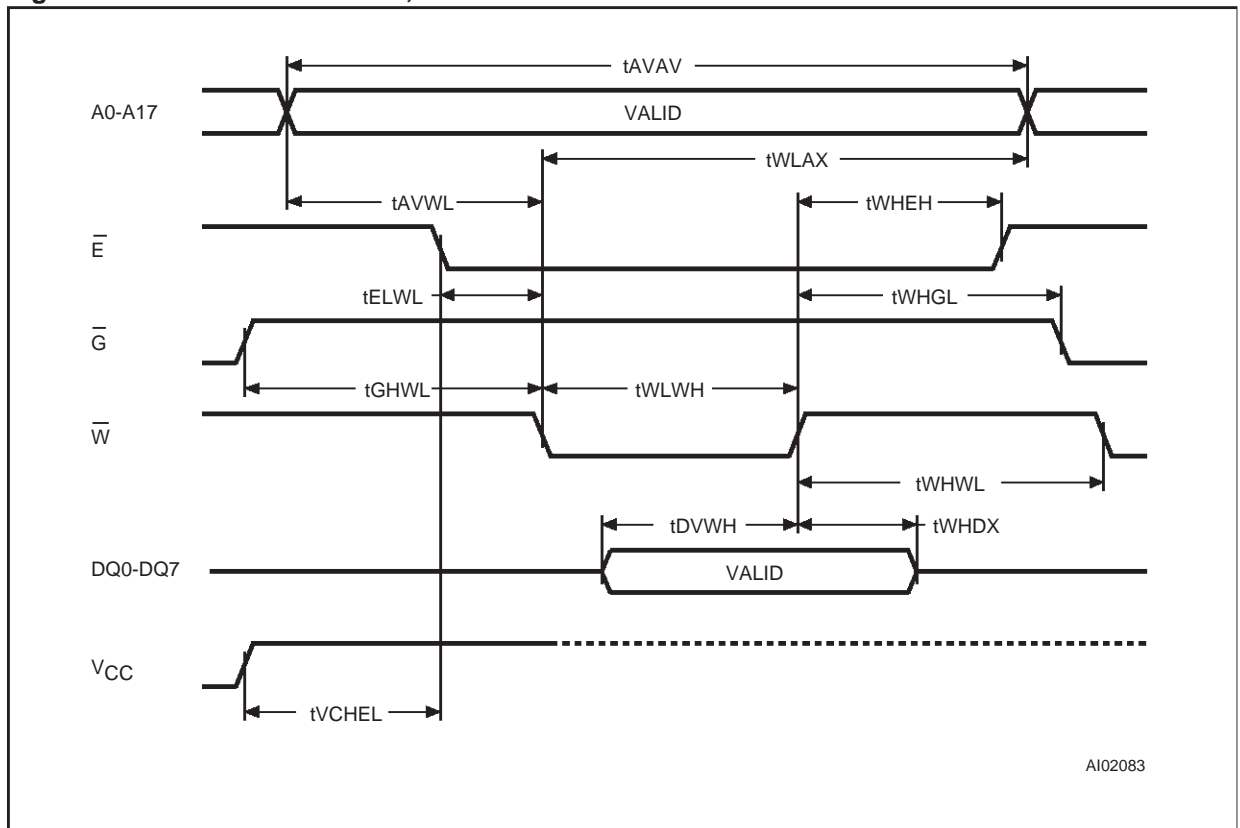 tAVAV
A0-A17
VALID
tWLAX
tAVWL
tWHEH
E
tELWL
tWHGL
G
tGHWL
tWLWH
W
tWHWL
tDVWH
tWHDX
DQ0-DQ7
VALID
VCC
tVCHEL
AI02083